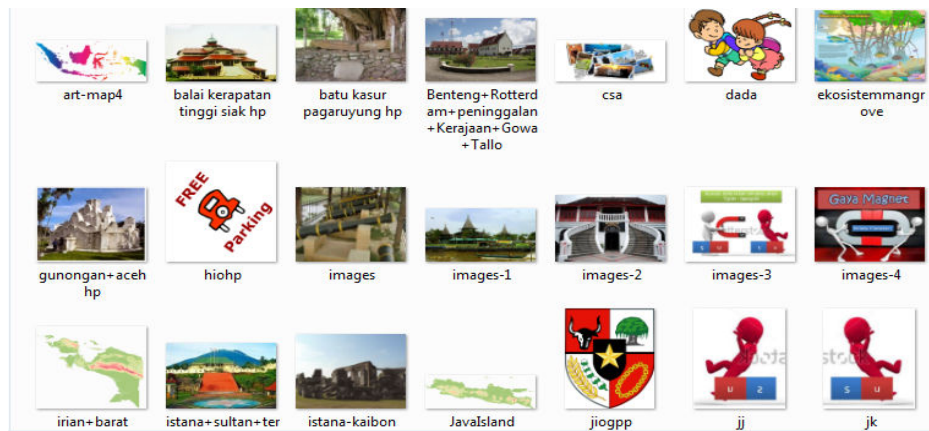 art-map4
balai kerapatan
tinggi siak hp
batu kasur
pagaruyung hp
Benteng+Rotterd
am+peninggalan
+Kerajaan+Gowa
+Tallo
csa
dada
ekosistemmangr
ove
FREE
Parking
Gaya Magnet
S U
gunongan+aceh
hp
hiohp
images
images-1
images-2
images-3
images-4
U S
S U
irian+barat
istana+sultan+ter
istana-kaibon
JavaIsland
jiogpp
jj
jk